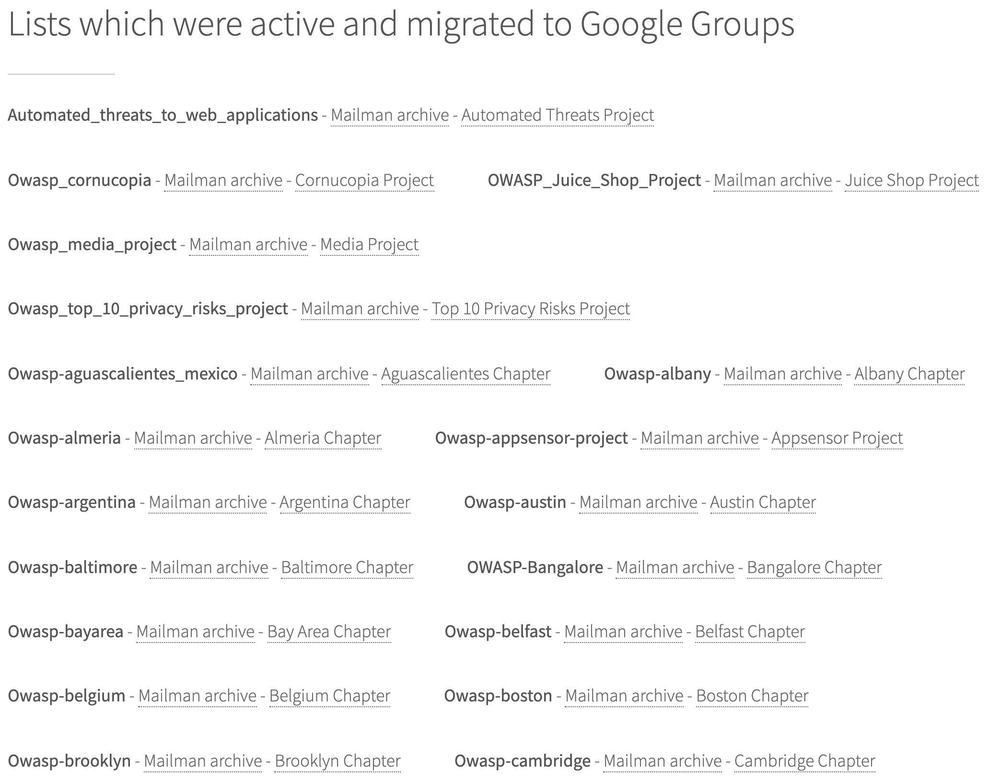 Lists which were active and migrated to Google Groups
Automated_threats_to_web_applications - Mailman archive - Automated Threats Project
Owasp_cornucopia - Mailman archive - Cornucopia Project OWASP_Juice_Shop_Project - Mailman archive - Juice Shop Project
Owasp_media_project - Mailman archive - Media Project
Owasp_top_10_privacy_risks_project - Mailman archive - Top 10 Privacy Risks Project
Owasp-aguascalientes_mexico - Mailman archive - Aguascalientes Chapter Owasp-albany - Mailman archive - Albany Chapter
Owasp-almeria - Mailman archive - Almeria Chapter Owasp-appsensor-project - Mailman archive - Appsensor Project
Owasp-argentina - Mailman archive - Argentina Chapter Owasp-austin - Mailman archive - Austin Chapter
Owasp-baltimore - Mailman archive - Baltimore Chapter OWASP-Bangalore - Mailman archive - Bangalore Chapter
Owasp-bayarea - Mailman archive - Bay Area Chapter Owasp-belfast - Mailman archive - Belfast Chapter
Owasp-belgium - Mailman archive - Belgium Chapter Owasp-boston - Mailman archive - Boston Chapter
Owasp-brooklyn - Mailman archive - Brooklyn Chapter Owasp-cambridge - Mailman archive - Cambridge Chapter